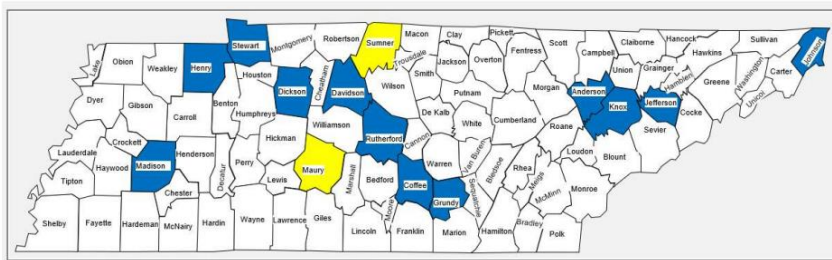 Stewart
Montgomery
Robertson
Sumner
Macon
Clay
Pickett
Scott
Campbell
Claiborne
Hancock
Sullivan
Johnson
Lake
Obion
Weakley
Henry
Houston
Cheatham
Trousdale
Jackson
Overton
Fentress
Union
Grainger
Hawkins
Hamblen
Washington
Carter
Unicoi
Greene
Dyer
Gibson
Carroll
Benton
Humphreys
Dickson
Davidson
Wilson
Smith
Putnam
Morgan
Anderson
Knox
Jefferson
Cocke
Sevier
Lauderdale
Crockett
Haywood
Madison
Henderson
Decatur
Perry
Hickman
Williamson
Rutherford
Cannon
De Kalb
White
Cumberland
Roane
Loudon
Blount
Tipton
Chester
Lewis
Maury
Marshall
Bedford
Coffee
Warren
Van Buren
Bledsoe
Rhea
Meigs
McMinn
Monroe
Shelby
Fayette
Hardeman
McNairy
Hardin
Wayne
Lawrence
Giles
Lincoln
Moore
Franklin
Grundy
Sequatchie
Marion
Hamilton
Bradley
Polk